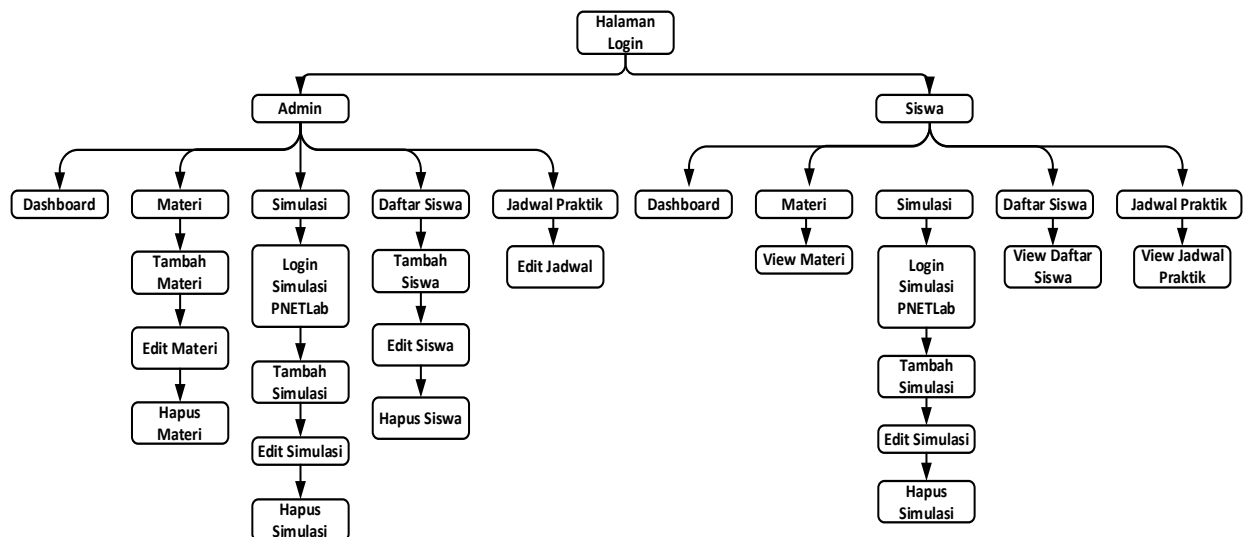 Halaman
Login
Admin
Siswa
Dashboard
Materi
Simulasi
Daftar Siswa
Jadwal Praktik
Dashboard
Materi
Simulasi
Daftar Siswa
Jadwal Praktik
Tambah
Materi
Edit Materi
Hapus
Materi
Login
Simulasi
PNETLab
Tambah
Simulasi
Edit Simulasi
Hapus
Simulasi
Tambah
Siswa
Edit Siswa
Hapus Siswa
Edit Jadwal
View Materi
Login
Simulasi
PNETLab
Tambah
Simulasi
Edit Simulasi
Hapus
Simulasi
View Daftar
Siswa
View Jadwal
Praktik